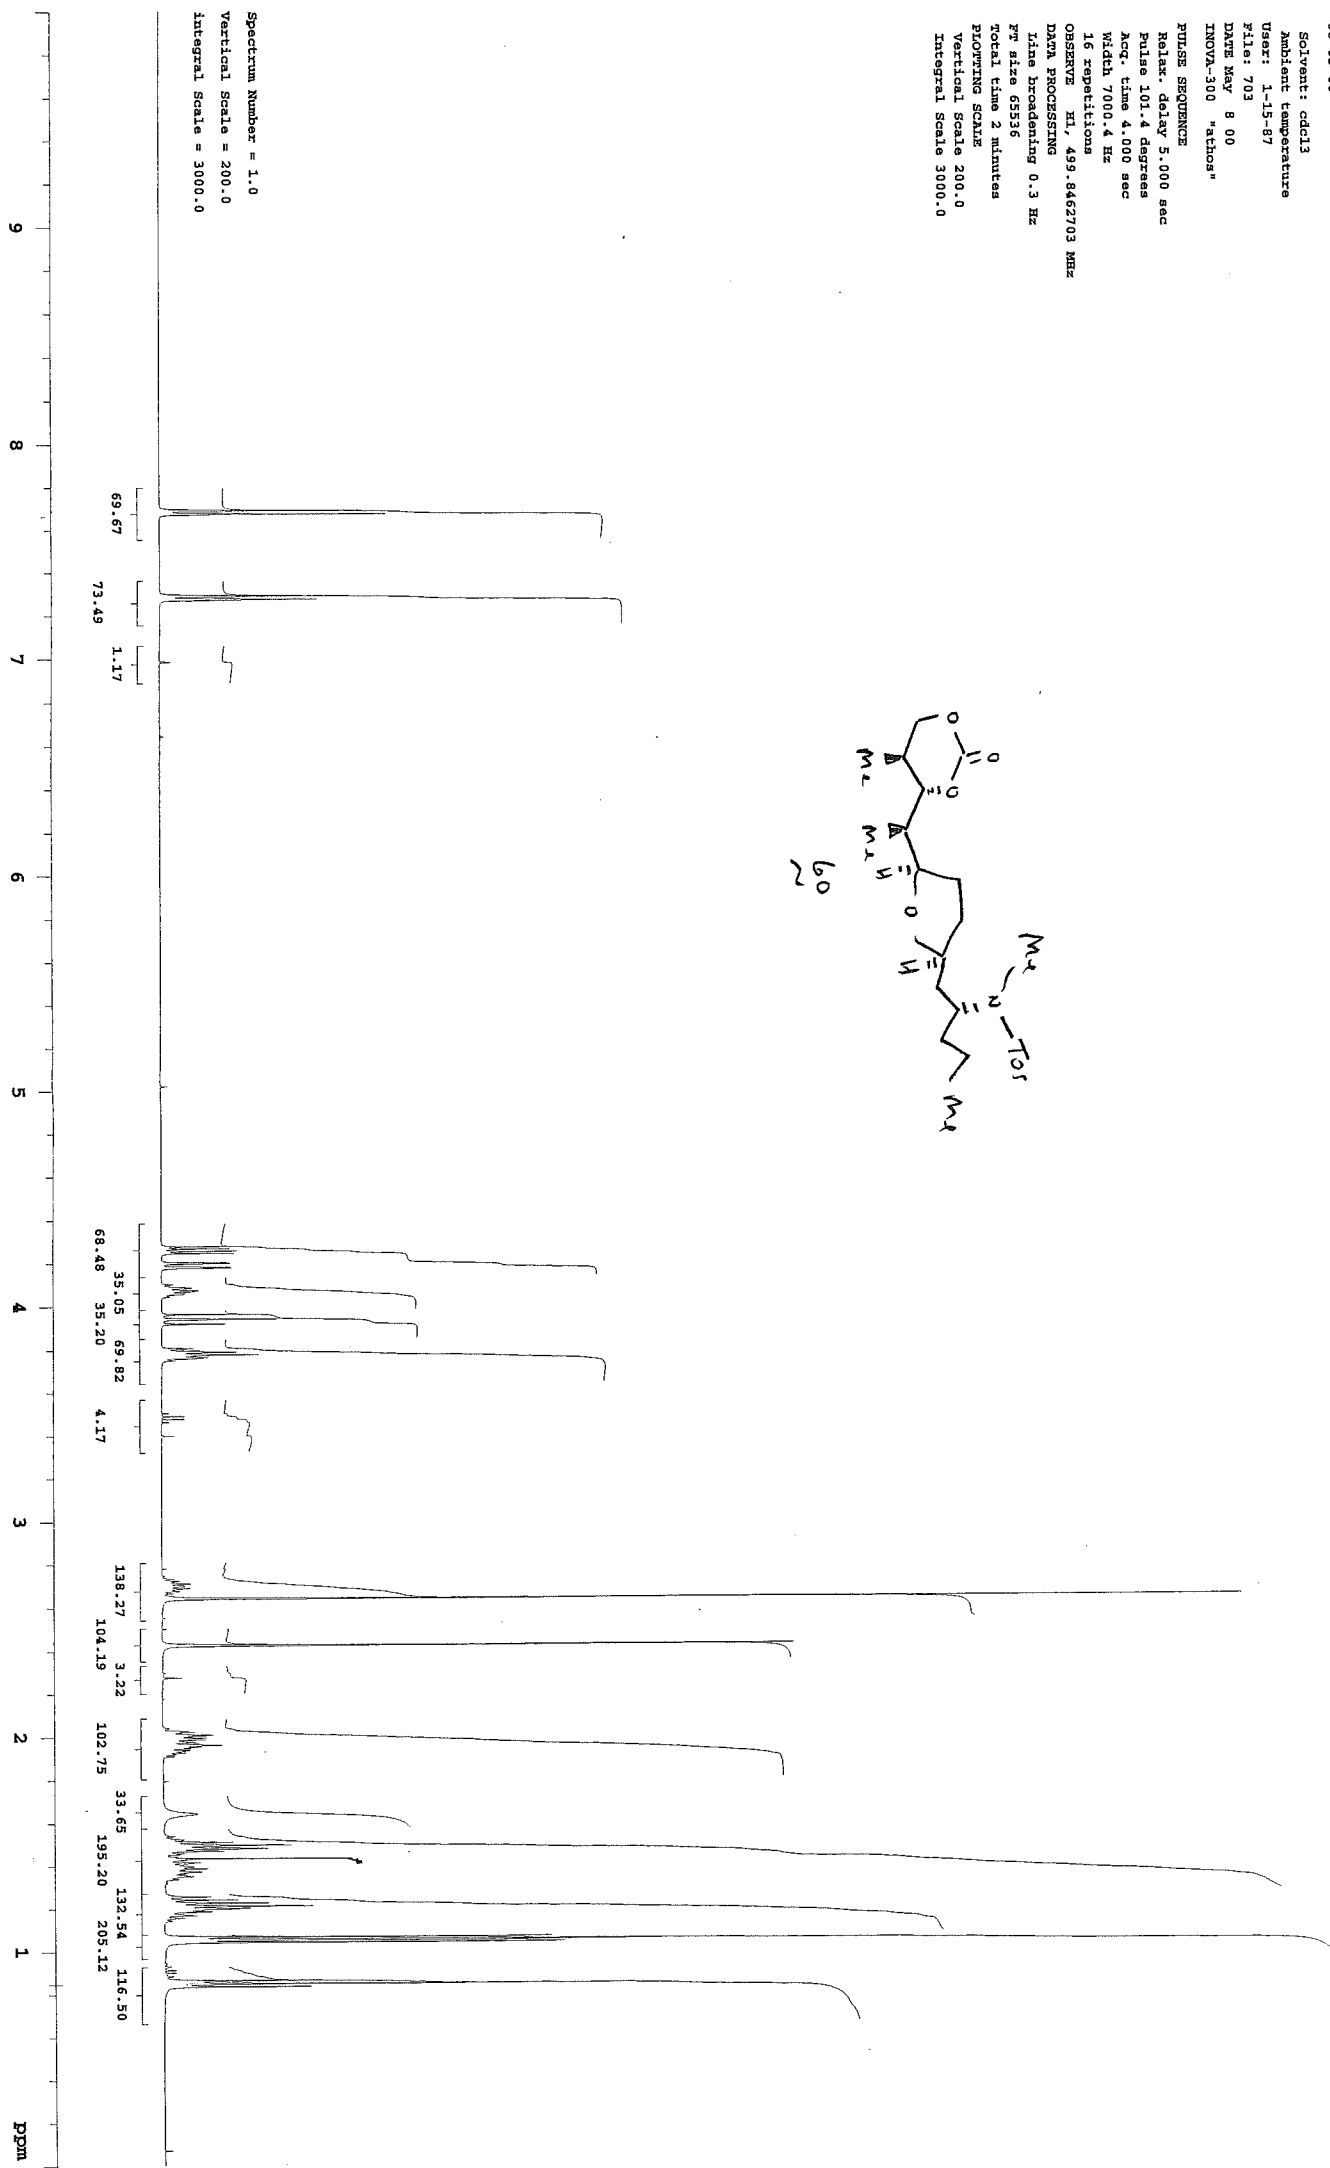 Solvent: cdcl3
Ambient temperature
User: 1-15-87
File: 703
DATE May 8 00
INOVA-300 "athos"
PULSE SEQUENCE
Relax. delay 5.000 sec
Pulse 101.4 degrees
Acq. time 4.000 sec
Width 7000.4 Hz
16 repetitions
OBSERVE H1, 499.8462703 MHz
DATA PROCESSING
Line broadening 0.3 Hz
FT size 65536
Total time 2 minutes
PLOTTING SCALE
Vertical Scale 200.0
Integral Scale 3000.0
O
O
O
Me
Me
H
O
H
Me
N
Tos
Me
60
Spectrum Number = 1.0
Vertical Scale = 200.0
integral Scale = 3000.0
69.67
73.49
1.17
68.48
35.05
35.20
69.82
4.17
138.27
104.19
3.22
102.75
33.65
195.20
132.54
205.12
116.50
9 8 7 6 5 4 3 2 1 ppm